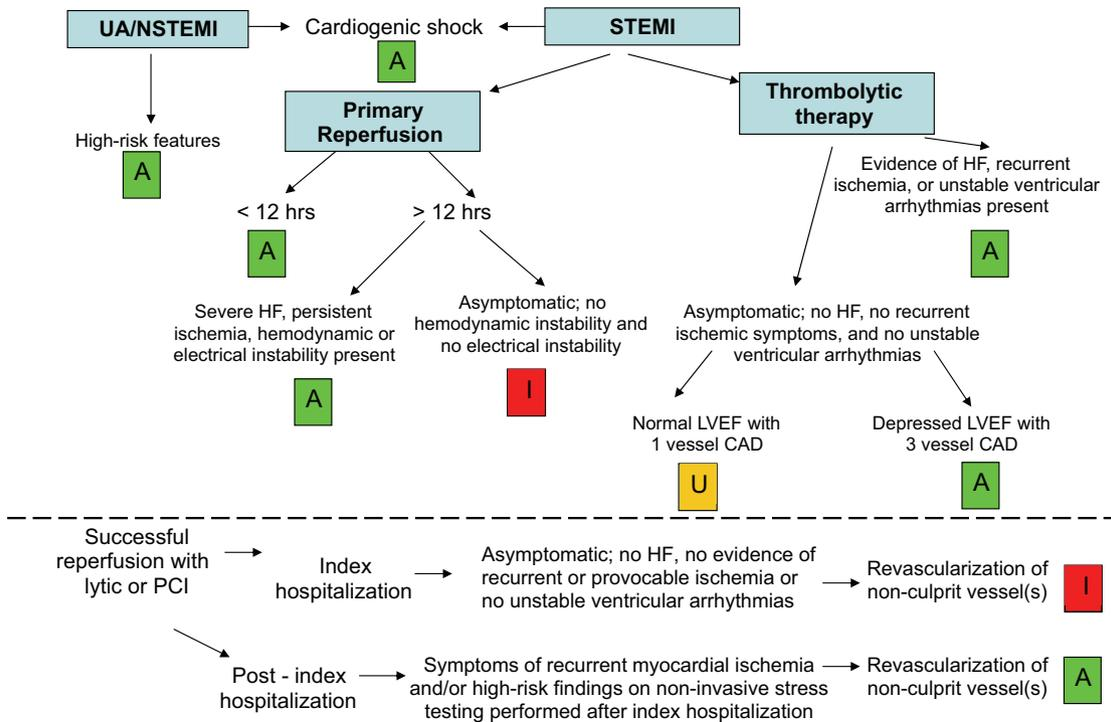 UA/NSTEMI
Cardiogenic shock
A
STEMI
High-risk features
A
Primary
Reperfusion
Thrombolytic
therapy
Evidence of HF, recurrent
ischemia, or unstable ventricular
arrhythmias present
A
< 12 hrs
A
> 12 hrs
Severe HF, persistent
ischemia, hemodynamic or
electrical instability present
A
Asymptomatic; no
hemodynamic instability and
no electrical instability
I
Asymptomatic; no HF, no recurrent
ischemic symptoms, and no unstable
ventricular arrhythmias
Normal LVEF with
1 vessel CAD
U
Depressed LVEF with
3 vessel CAD
A
Successful
reperfusion with
lytic or PCI
Index
hospitalization
Asymptomatic; no HF, no evidence of
recurrent or provocable ischemia or
no unstable ventricular arrhythmias
Revascularization of
non-culprit vessel(s)
I
Post - index
hospitalization
Symptoms of recurrent myocardial ischemia
and/or high-risk findings on non-invasive stress
testing performed after index hospitalization
Revascularization of
non-culprit vessel(s)
A